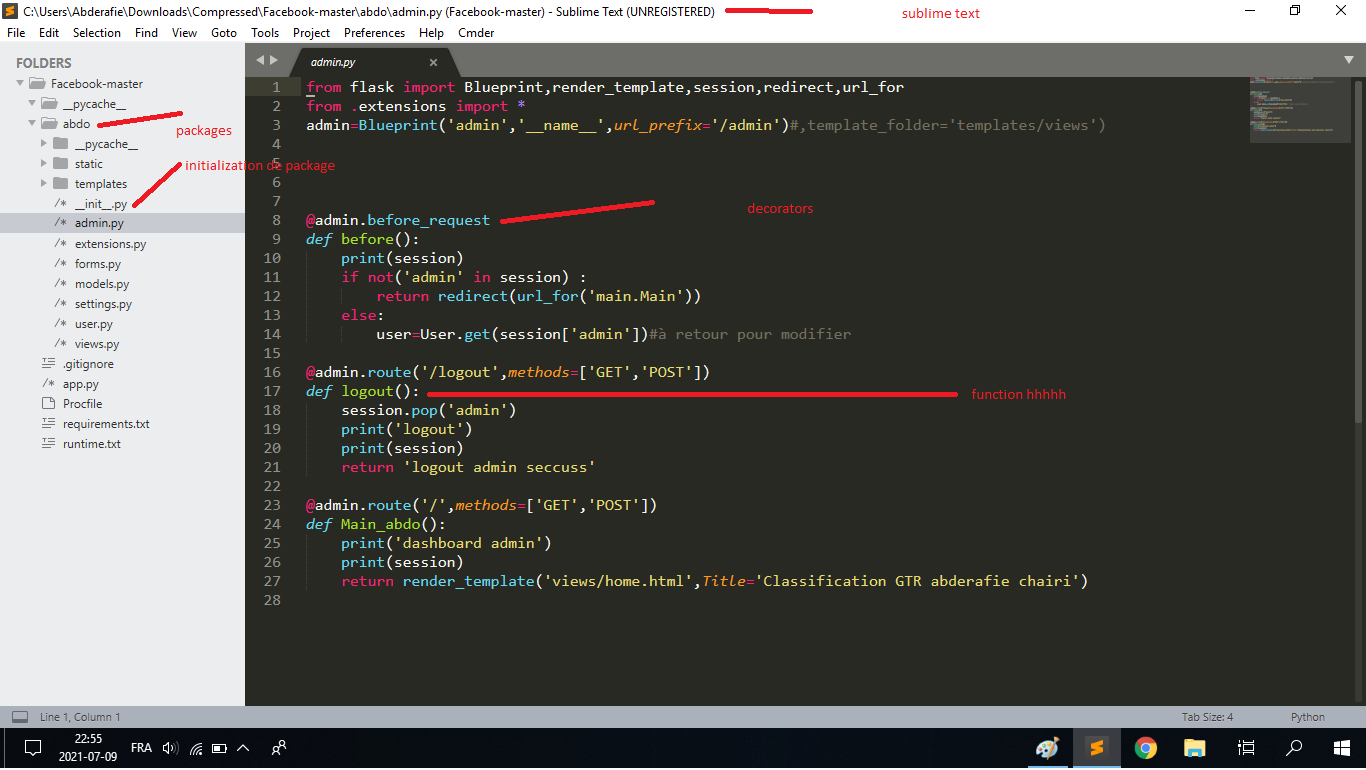 C:\Users\Abderafie\Downloads\Compressed\Facebook-master\abdo\admin.py (Facebook-master) - Sublime Text (UNREGISTERED)
sublime text
File Edit Selection Find View Goto Tools Project Preferences Help Cmder
FOLDERS
Facebook-master
__pycache__
abdo
packages
__pycache__
static
initialization de package
templates
__init__.py
admin.py
extensions.py
forms.py
models.py
settings.py
user.py
views.py
.gitignore
app.py
Procfile
requirements.txt
runtime.txt
admin.py
1 from flask import Blueprint,render_template,session,redirect,url_for
2 from .extensions import *
3 admin=Blueprint('admin','__name__',url_prefix='/admin')#,template_folder='templates/views')
4
5
6
7
8 @admin.before_request
decorators
9 def before():
10 print(session)
11 if not('admin' in session) :
12 return redirect(url_for('main.Main'))
13 else:
14 user=User.get(session['admin'])#à retour pour modifier
15
16 @admin.route('/logout',methods=['GET','POST'])
17 def logout():
function hhhhh
18 session.pop('admin')
19 print('logout')
20 print(session)
21 return 'logout admin seccuss'
22
23 @admin.route('/',methods=['GET','POST'])
24 def Main_abdo():
25 print('dashboard admin')
26 print(session)
27 return render_template('views/home.html',Title='Classification GTR abderafie chairi')
28
Line 1, Column 1
Tab Size: 4
Python
22:55
2021-07-09
FRA